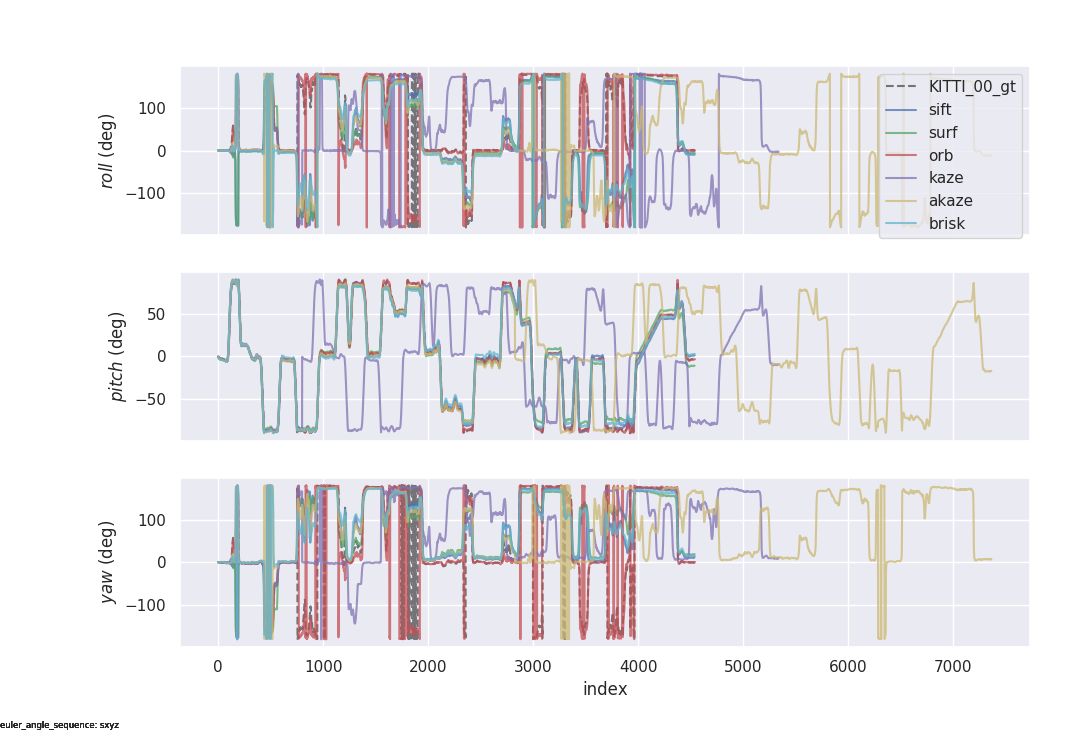 100
0
−100
roll (deg)
KITTI_00_gt
sift
surf
orb
kaze
akaze
brisk
50
0
−50
pitch (deg)
100
0
−100
yaw (deg)
0 1000 2000 3000 4000 5000 6000 7000
index
euler_angle_sequence: sxyz